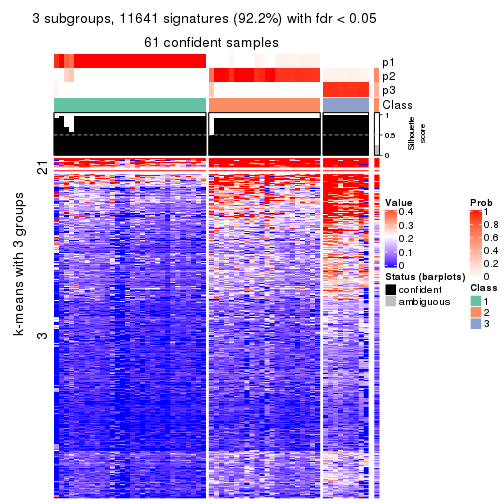 3 subgroups, 11641 signatures (92.2%) with fdr < 0.05
61 confident samples
p1
p2
p3
Class
1
0.5
0
Silhouette
score
k-means with 3 groups
21
3
Value
0.4
0.3
0.2
0.1
0
Status (barplots)
confident
ambiguous
Prob
1
0.8
0.6
0.4
0.2
0
Class
1
2
3